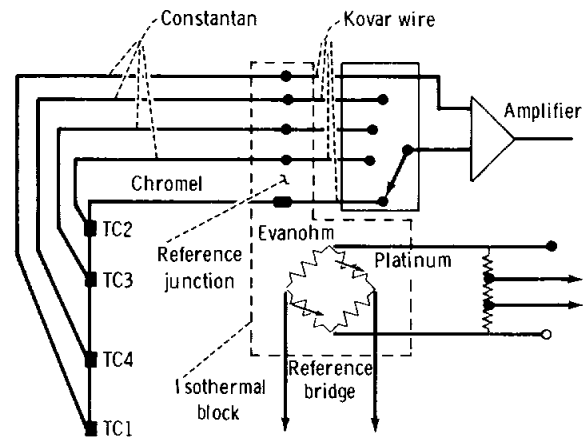 Constantan
Kovar wire
Amplifier
Chromel
TC2
Reference
junction
Evanohm
Platinum
TC3
TC4
Isothermal
block
Reference
bridge
TC1